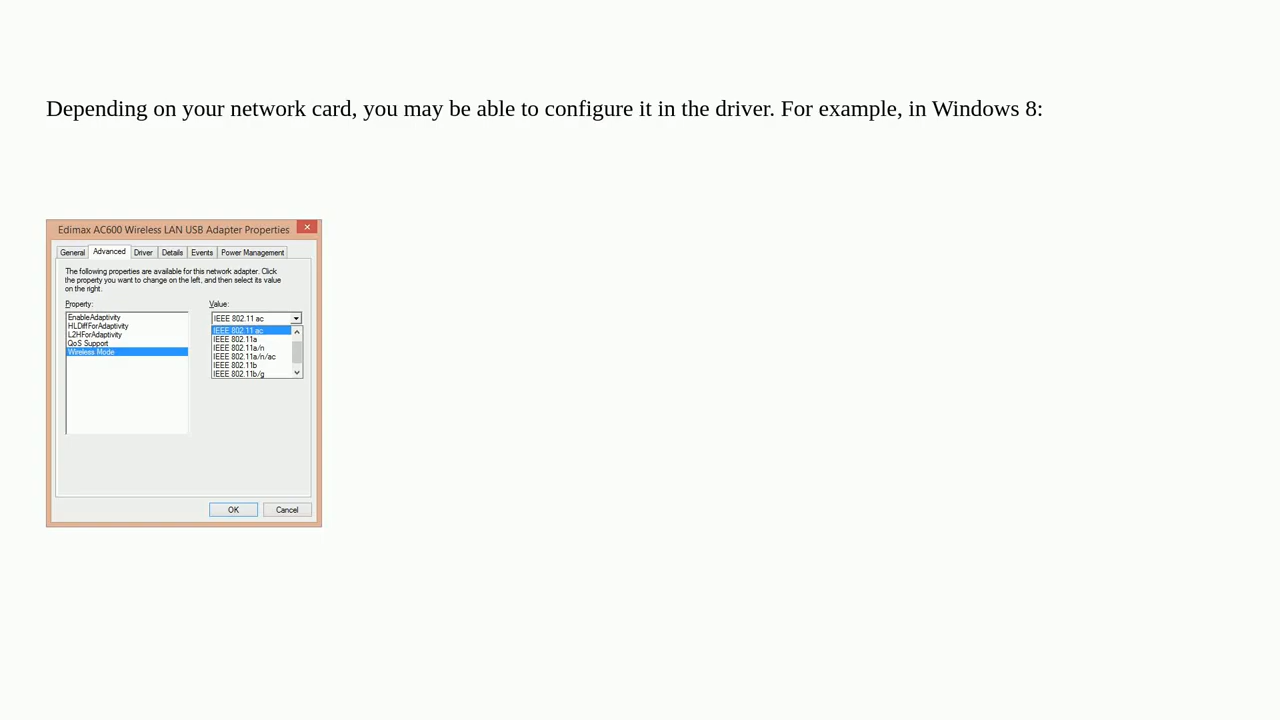 Depending on your network card, you may be able to configure it in the driver. For example, in Windows 8:
Edimax AC600 Wireless LAN USB Adapter Properties
General Advanced Driver Details Events Power Management
The following properties are available for this network adapter. Click
the property you want to change on the left, and then select its value
on the right.
Property:
EnableAdaptivity
HLDiffForAdaptivity
L2HForAdaptivity
QoS Support
Wireless Mode
Value:
IEEE 802.11 ac
IEEE 802.11 ac
IEEE 802.11a
IEEE 802.11a/n
IEEE 802.11a/n/ac
IEEE 802.11b
IEEE 802.11b/g
OK Cancel